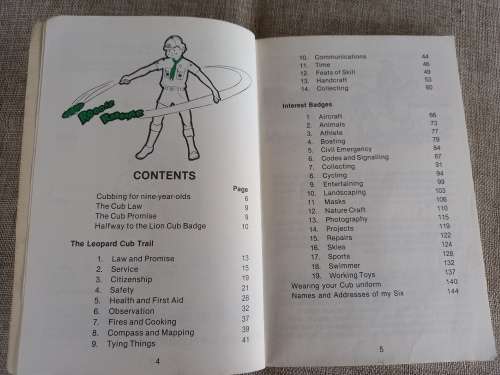 CONTENTS
Page
Cubbing for nine-year-olds 6
The Cub Law 9
The Cub Promise 9
Halfway to the Lion Cub Badge 10
The Leopard Cub Trail
1. Law and Promise 13
2. Service 15
3. Citizenship 19
4. Safety 21
5. Health and First Aid 28
6. Observation 32
7. Fires and Cooking 37
8. Compass and Mapping 39
9. Tying Things 41
4
10. Communications 44
11. Time 46
12. Feats of Skill 49
13. Handcraft 53
14. Collecting 60
Interest Badges
1. Aircraft 66
2. Animals 73
3. Athlete 77
4. Boating 79
5. Civil Emergency 84
6. Codes and Signalling 87
7. Collecting 91
8. Cycling 94
9. Entertaining 99
10. Landscaping 103
11. Masks 106
12. Nature Craft 110
13. Photography 115
14. Projects 119
15. Repairs 122
16. Skies 124
17. Sports 128
18. Swimmer 132
19. Working Toys 137
Wearing your Cub uniform 140
Names and Addresses of my Six 144
5